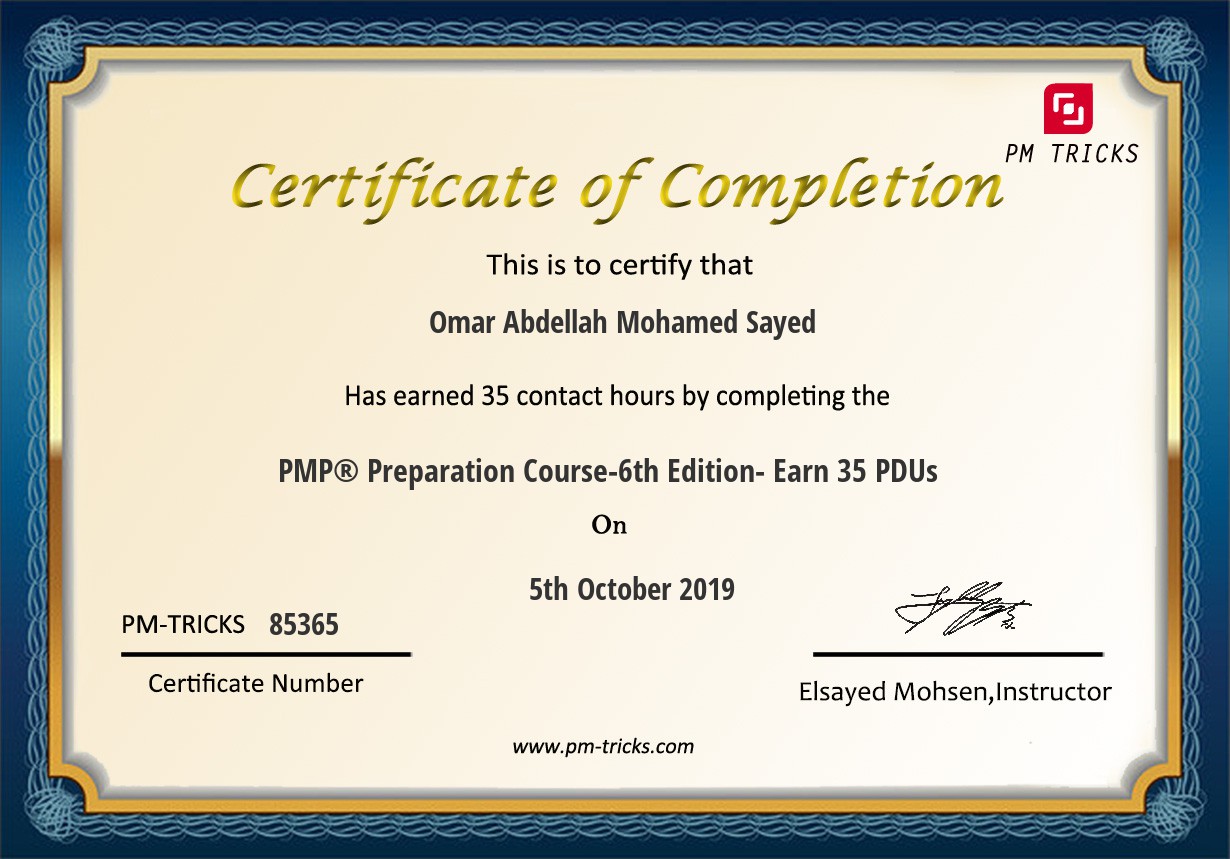 PM TRICKS
Certificate of Completion
This is to certify that
Omar Abdellah Mohamed Sayed
Has earned 35 contact hours by completing the
PMP® Preparation Course-6th Edition- Earn 35 PDUs
On
5th October 2019
PM-TRICKS 85365
Certificate Number
Elsayed Mohsen,Instructor
www.pm-tricks.com